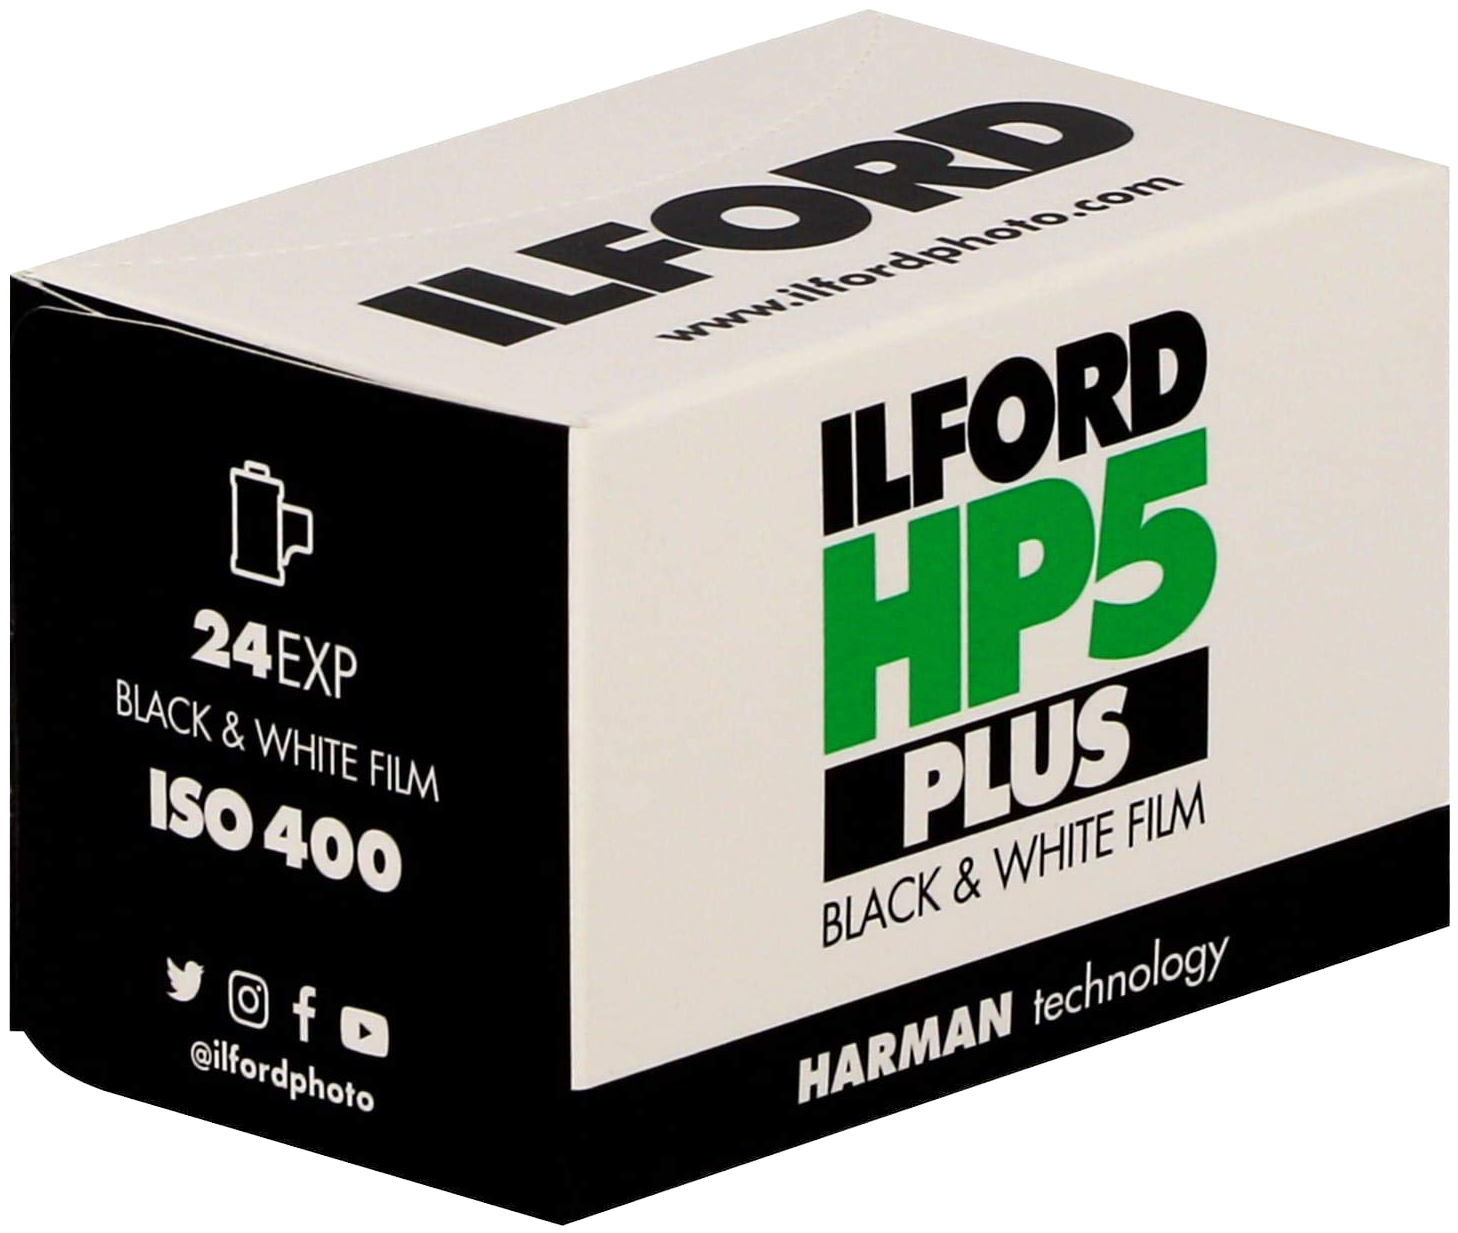 ILFORD
www.ilfordphoto.com
ILFORD
HP5
PLUS
BLACK & WHITE FILM
HARMAN technology
24EXP
BLACK & WHITE FILM
ISO 400
@ilfordphoto